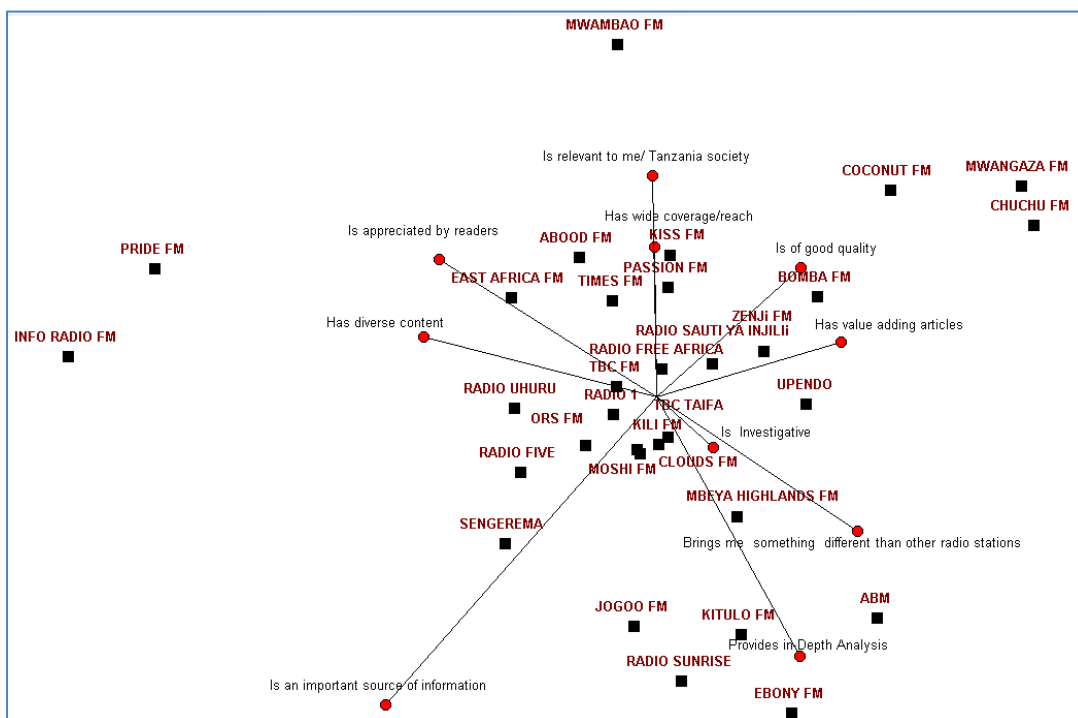 MWAMBAO FM
Is relevant to me/ Tanzania society
COCONUT FM
MWANGAZA FM
CHUCHU FM
Has wide coverage/reach
Is appreciated by readers
ABOOD FM
KISS FM
PRIDE FM
Is of good quality
PASSION FM
EAST AFRICA FM
TIMES FM
BOMBA FM
ZENJi FM
Has diverse content
RADIO SAUTI YA INJILIi
Has value adding articles
INFO RADIO FM
RADIO FREE AFRICA
TBC FM
RADIO UHURU
RADIO 1
UPENDO
TBC TAIFA
ORS FM
KILI FM
Is  Investigative
RADIO FIVE
MOSHI FM
CLOUDS FM
MBEYA HIGHLANDS FM
SENGEREMA
Brings me  something  different than other radio stations
ABM
JOGOO FM
KITULO FM
Provides in-Depth Analysis
RADIO SUNRISE
Is an important source of information
EBONY FM